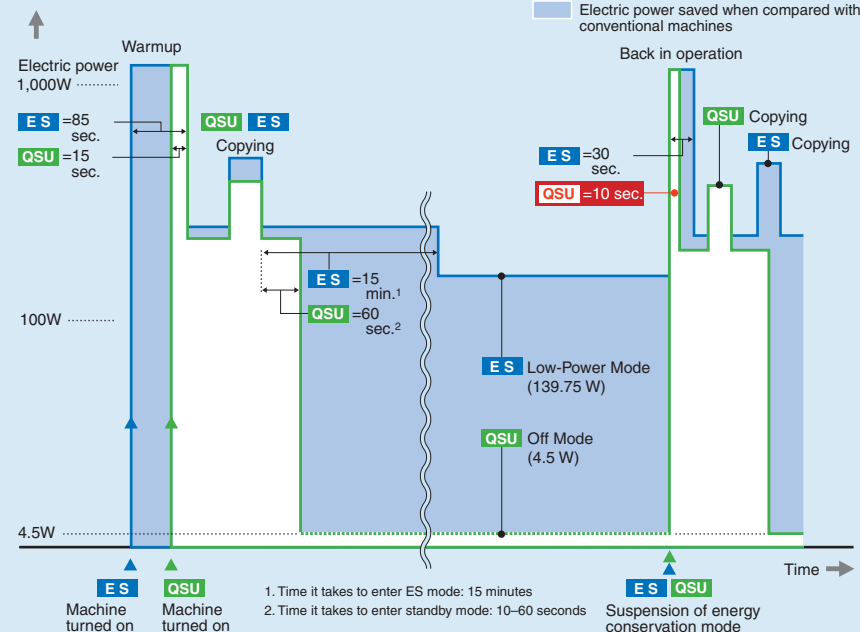 Electric power saved when compared with
conventional machines
Warmup
Back in operation
Electric power
1,000W
ES =85
sec.
QSU =15
sec.
QSU ES
Copying
QSU Copying
ES Copying
ES =30
sec.
QSU =10 sec.
ES =15
min.1
QSU =60
sec.2
100W
ES Low-Power Mode
(139.75 W)
QSU Off Mode
(4.5 W)
4.5W
Time
ES
Machine
turned on
QSU
Machine
turned on
1. Time it takes to enter ES mode: 15 minutes
2. Time it takes to enter standby mode: 10–60 seconds
ES QSU
Suspension of energy
conservation mode